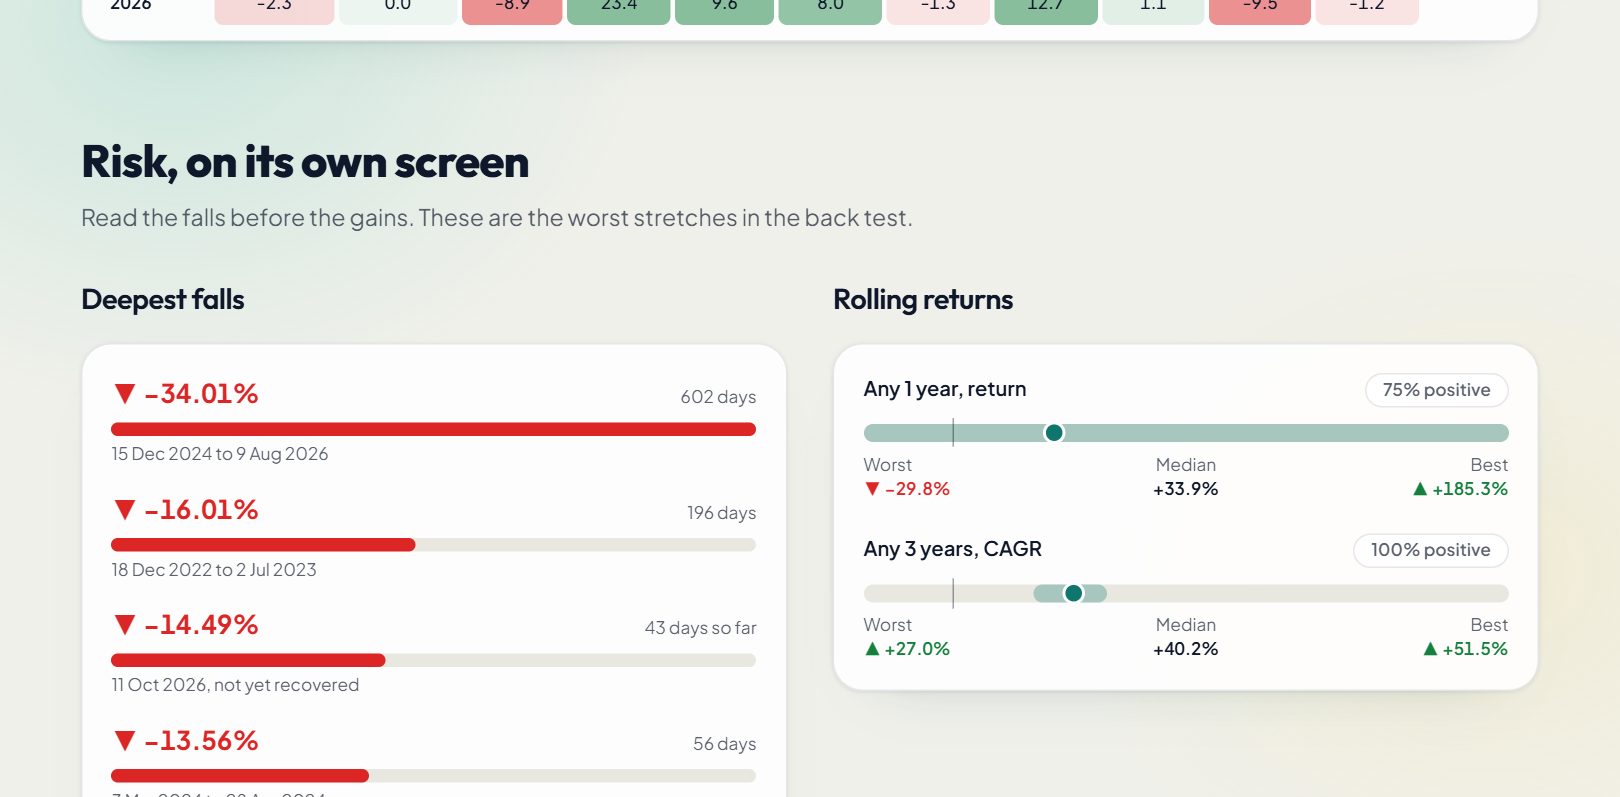 2026 -2.3 0.0 -8.9 23.4 9.6 8.0 -1.3 12.7 1.1 -9.5 -1.2
Risk, on its own screen
Read the falls before the gains. These are the worst stretches in the back test.
Deepest falls
▼ -34.01% 602 days
15 Dec 2024 to 9 Aug 2026
▼ -16.01% 196 days
18 Dec 2022 to 2 Jul 2023
▼ -14.49% 43 days so far
11 Oct 2026, not yet recovered
▼ -13.56% 56 days
Rolling returns
Any 1 year, return 75% positive
Worst Median Best
▼ -29.8% +33.9% ▲ +185.3%
Any 3 years, CAGR 100% positive
Worst Median Best
▲ +27.0% +40.2% ▲ +51.5%